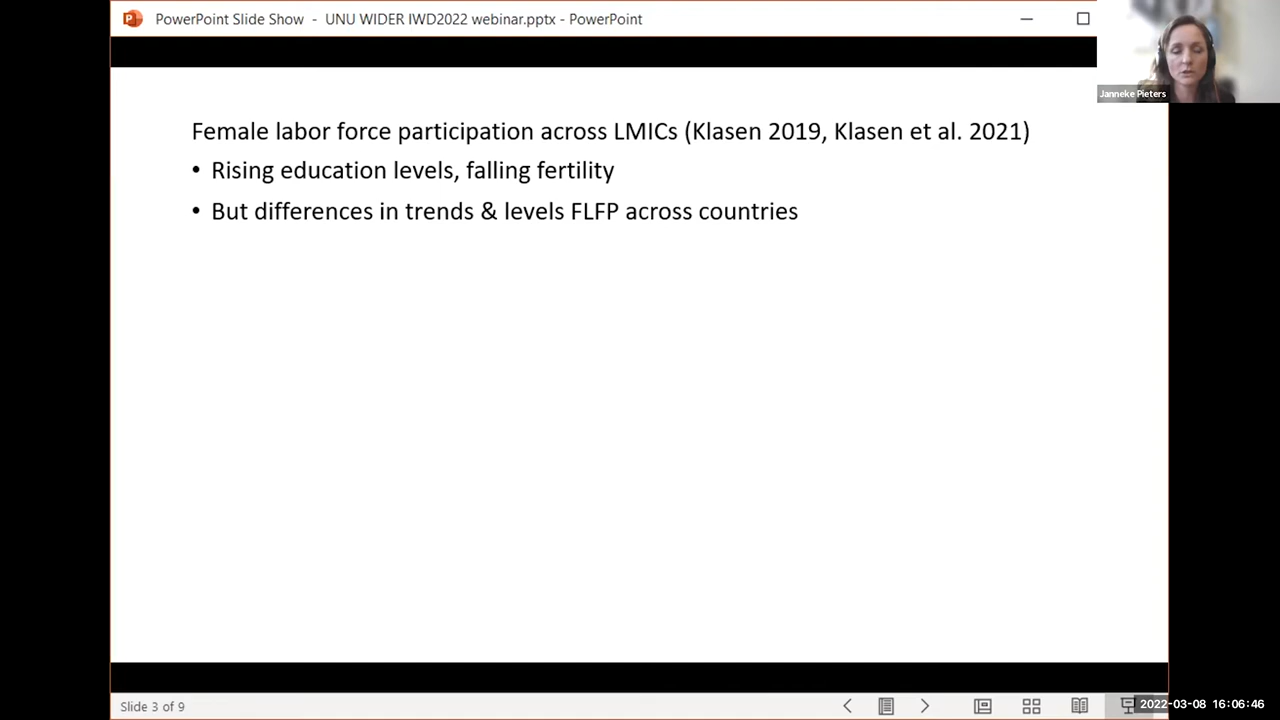 PowerPoint Slide Show - UNU WIDER IWD2022 webinar.pptx - PowerPoint
Janneke Pieters
Female labor force participation across LMICs (Klasen 2019, Klasen et al. 2021)
• Rising education levels, falling fertility
• But differences in trends & levels FLFP across countries
Slide 3 of 9
2022-03-08 16:06:46